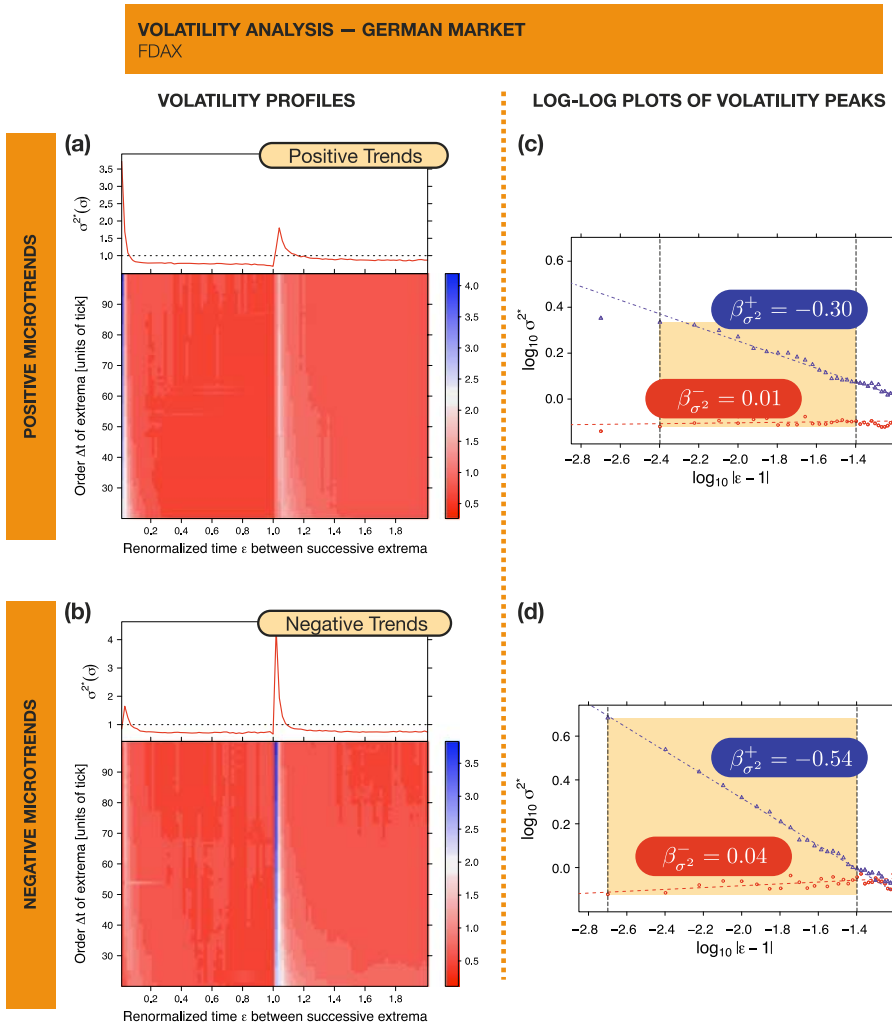 VOLATILITY ANALYSIS – GERMAN MARKET
FDAX
VOLATILITY PROFILES
LOG-LOG PLOTS OF VOLATILITY PEAKS
POSITIVE MICROTRENDS
(a)
Positive Trends
σ²*(σ)
3.5
3.0
2.5
2.0
1.5
1.0
Order Δt of extrema [units of tick]
90
80
70
60
50
40
30
0.2 0.4 0.6 0.8 1.0 1.2 1.4 1.6 1.8
Renormalized time ε between successive extrema
4.0
3.5
3.0
2.5
2.0
1.5
1.0
0.5
(c)
log₁₀ σ²*
0.6
0.4
0.2
0.0
β⁺σ² = −0.30
β⁻σ² = 0.01
−2.8 −2.6 −2.4 −2.2 −2.0 −1.8 −1.6 −1.4 −1.2
log₁₀ |ε − 1|
NEGATIVE MICROTRENDS
(b)
Negative Trends
σ²*(σ)
4
3
2
1
Order Δt of extrema [units of tick]
90
80
70
60
50
40
30
0.2 0.4 0.6 0.8 1.0 1.2 1.4 1.6 1.8
Renormalized time ε between successive extrema
3.5
3.0
2.5
2.0
1.5
1.0
0.5
(d)
log₁₀ σ²*
0.6
0.4
0.2
0.0
β⁺σ² = −0.54
β⁻σ² = 0.04
−2.8 −2.6 −2.4 −2.2 −2.0 −1.8 −1.6 −1.4 −1.2
log₁₀ |ε − 1|